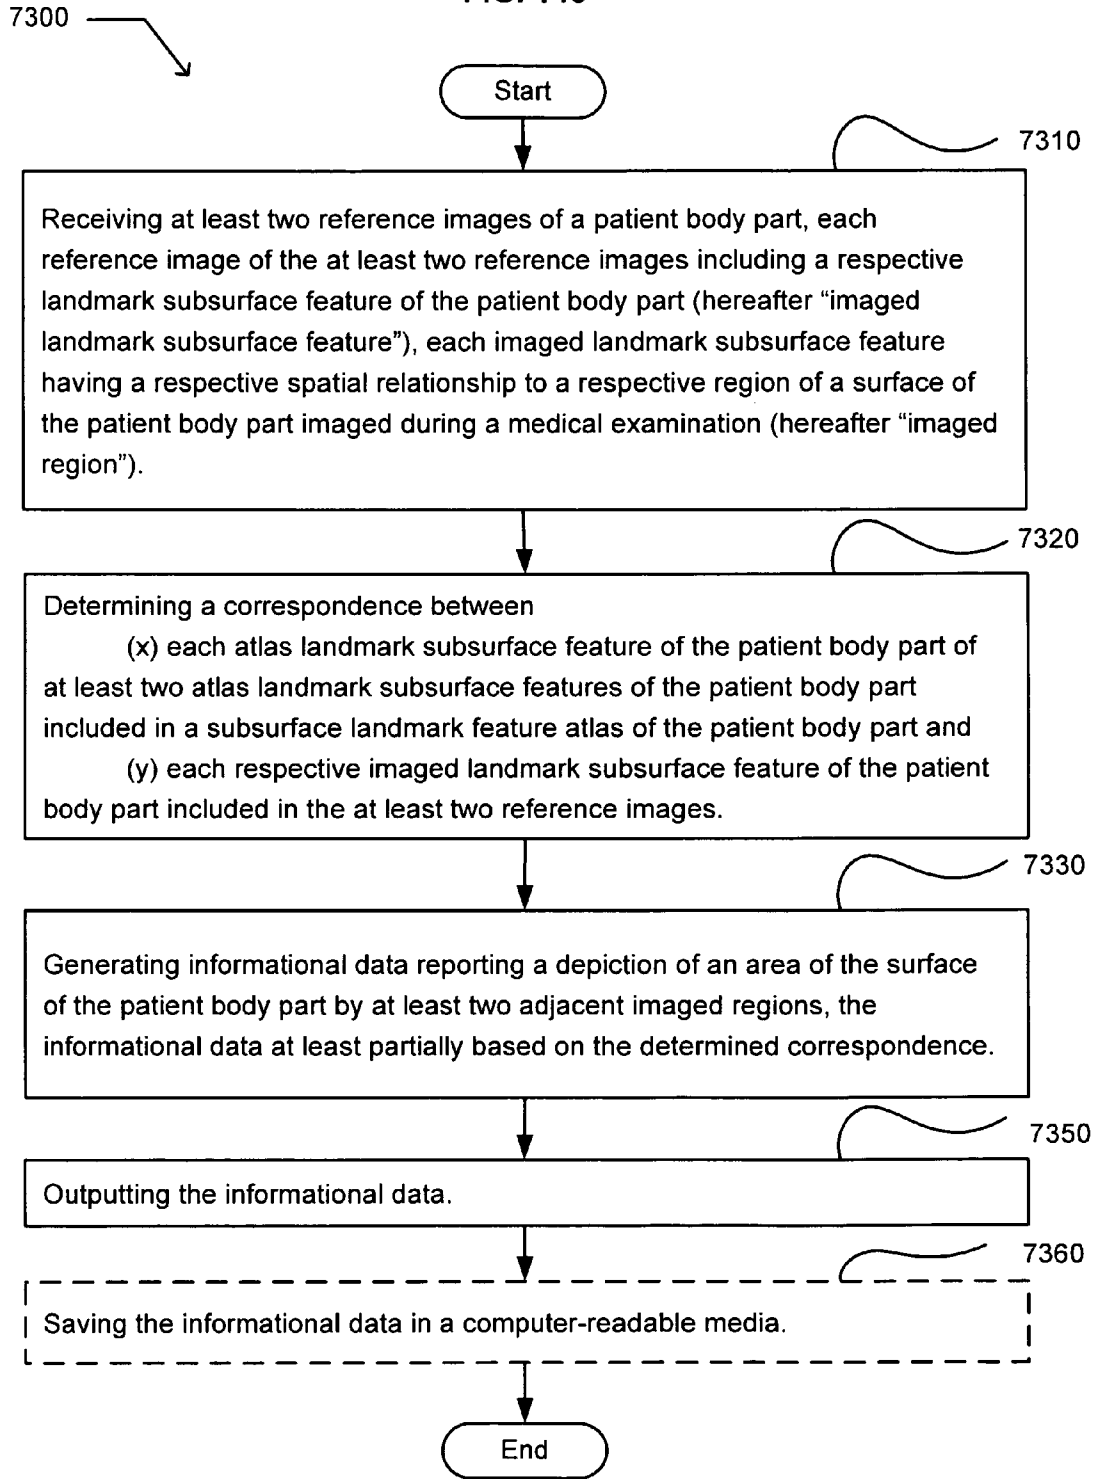 7300
Start
7310
Receiving at least two reference images of a patient body part, each
reference image of the at least two reference images including a respective
landmark subsurface feature of the patient body part (hereafter “imaged
landmark subsurface feature”), each imaged landmark subsurface feature
having a respective spatial relationship to a respective region of a surface of
the patient body part imaged during a medical examination (hereafter “imaged
region”).
7320
Determining a correspondence between
(x) each atlas landmark subsurface feature of the patient body part of
at least two atlas landmark subsurface features of the patient body part
included in a subsurface landmark feature atlas of the patient body part and
(y) each respective imaged landmark subsurface feature of the patient
body part included in the at least two reference images.
7330
Generating informational data reporting a depiction of an area of the surface
of the patient body part by at least two adjacent imaged regions, the
informational data at least partially based on the determined correspondence.
7350
Outputting the informational data.
7360
Saving the informational data in a computer-readable media.
End